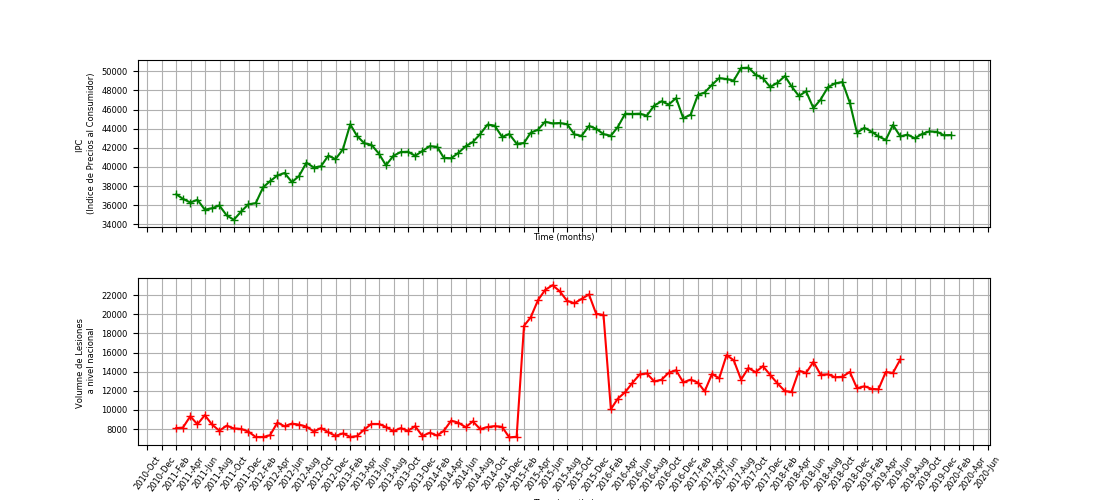 IPC
(Indice de Precios al Consumidor)
50000
48000
46000
44000
42000
40000
38000
36000
34000
Time (months)
Volumne de Lesiones
a nivel nacional
22000
20000
18000
16000
14000
12000
10000
8000
2010-Oct
2010-Dec
2011-Feb
2011-Apr
2011-Jun
2011-Aug
2011-Oct
2011-Dec
2012-Feb
2012-Apr
2012-Jun
2012-Aug
2012-Oct
2012-Dec
2013-Feb
2013-Apr
2013-Jun
2013-Aug
2013-Oct
2013-Dec
2014-Feb
2014-Apr
2014-Jun
2014-Aug
2014-Oct
2014-Dec
2015-Feb
2015-Apr
2015-Jun
2015-Aug
2015-Oct
2015-Dec
2016-Feb
2016-Apr
2016-Jun
2016-Aug
2016-Oct
2016-Dec
2017-Feb
2017-Apr
2017-Jun
2017-Aug
2017-Oct
2017-Dec
2018-Feb
2018-Apr
2018-Jun
2018-Aug
2018-Oct
2018-Dec
2019-Feb
2019-Apr
2019-Jun
2019-Aug
2019-Oct
2019-Dec
2020-Feb
2020-Apr
2020-Jun